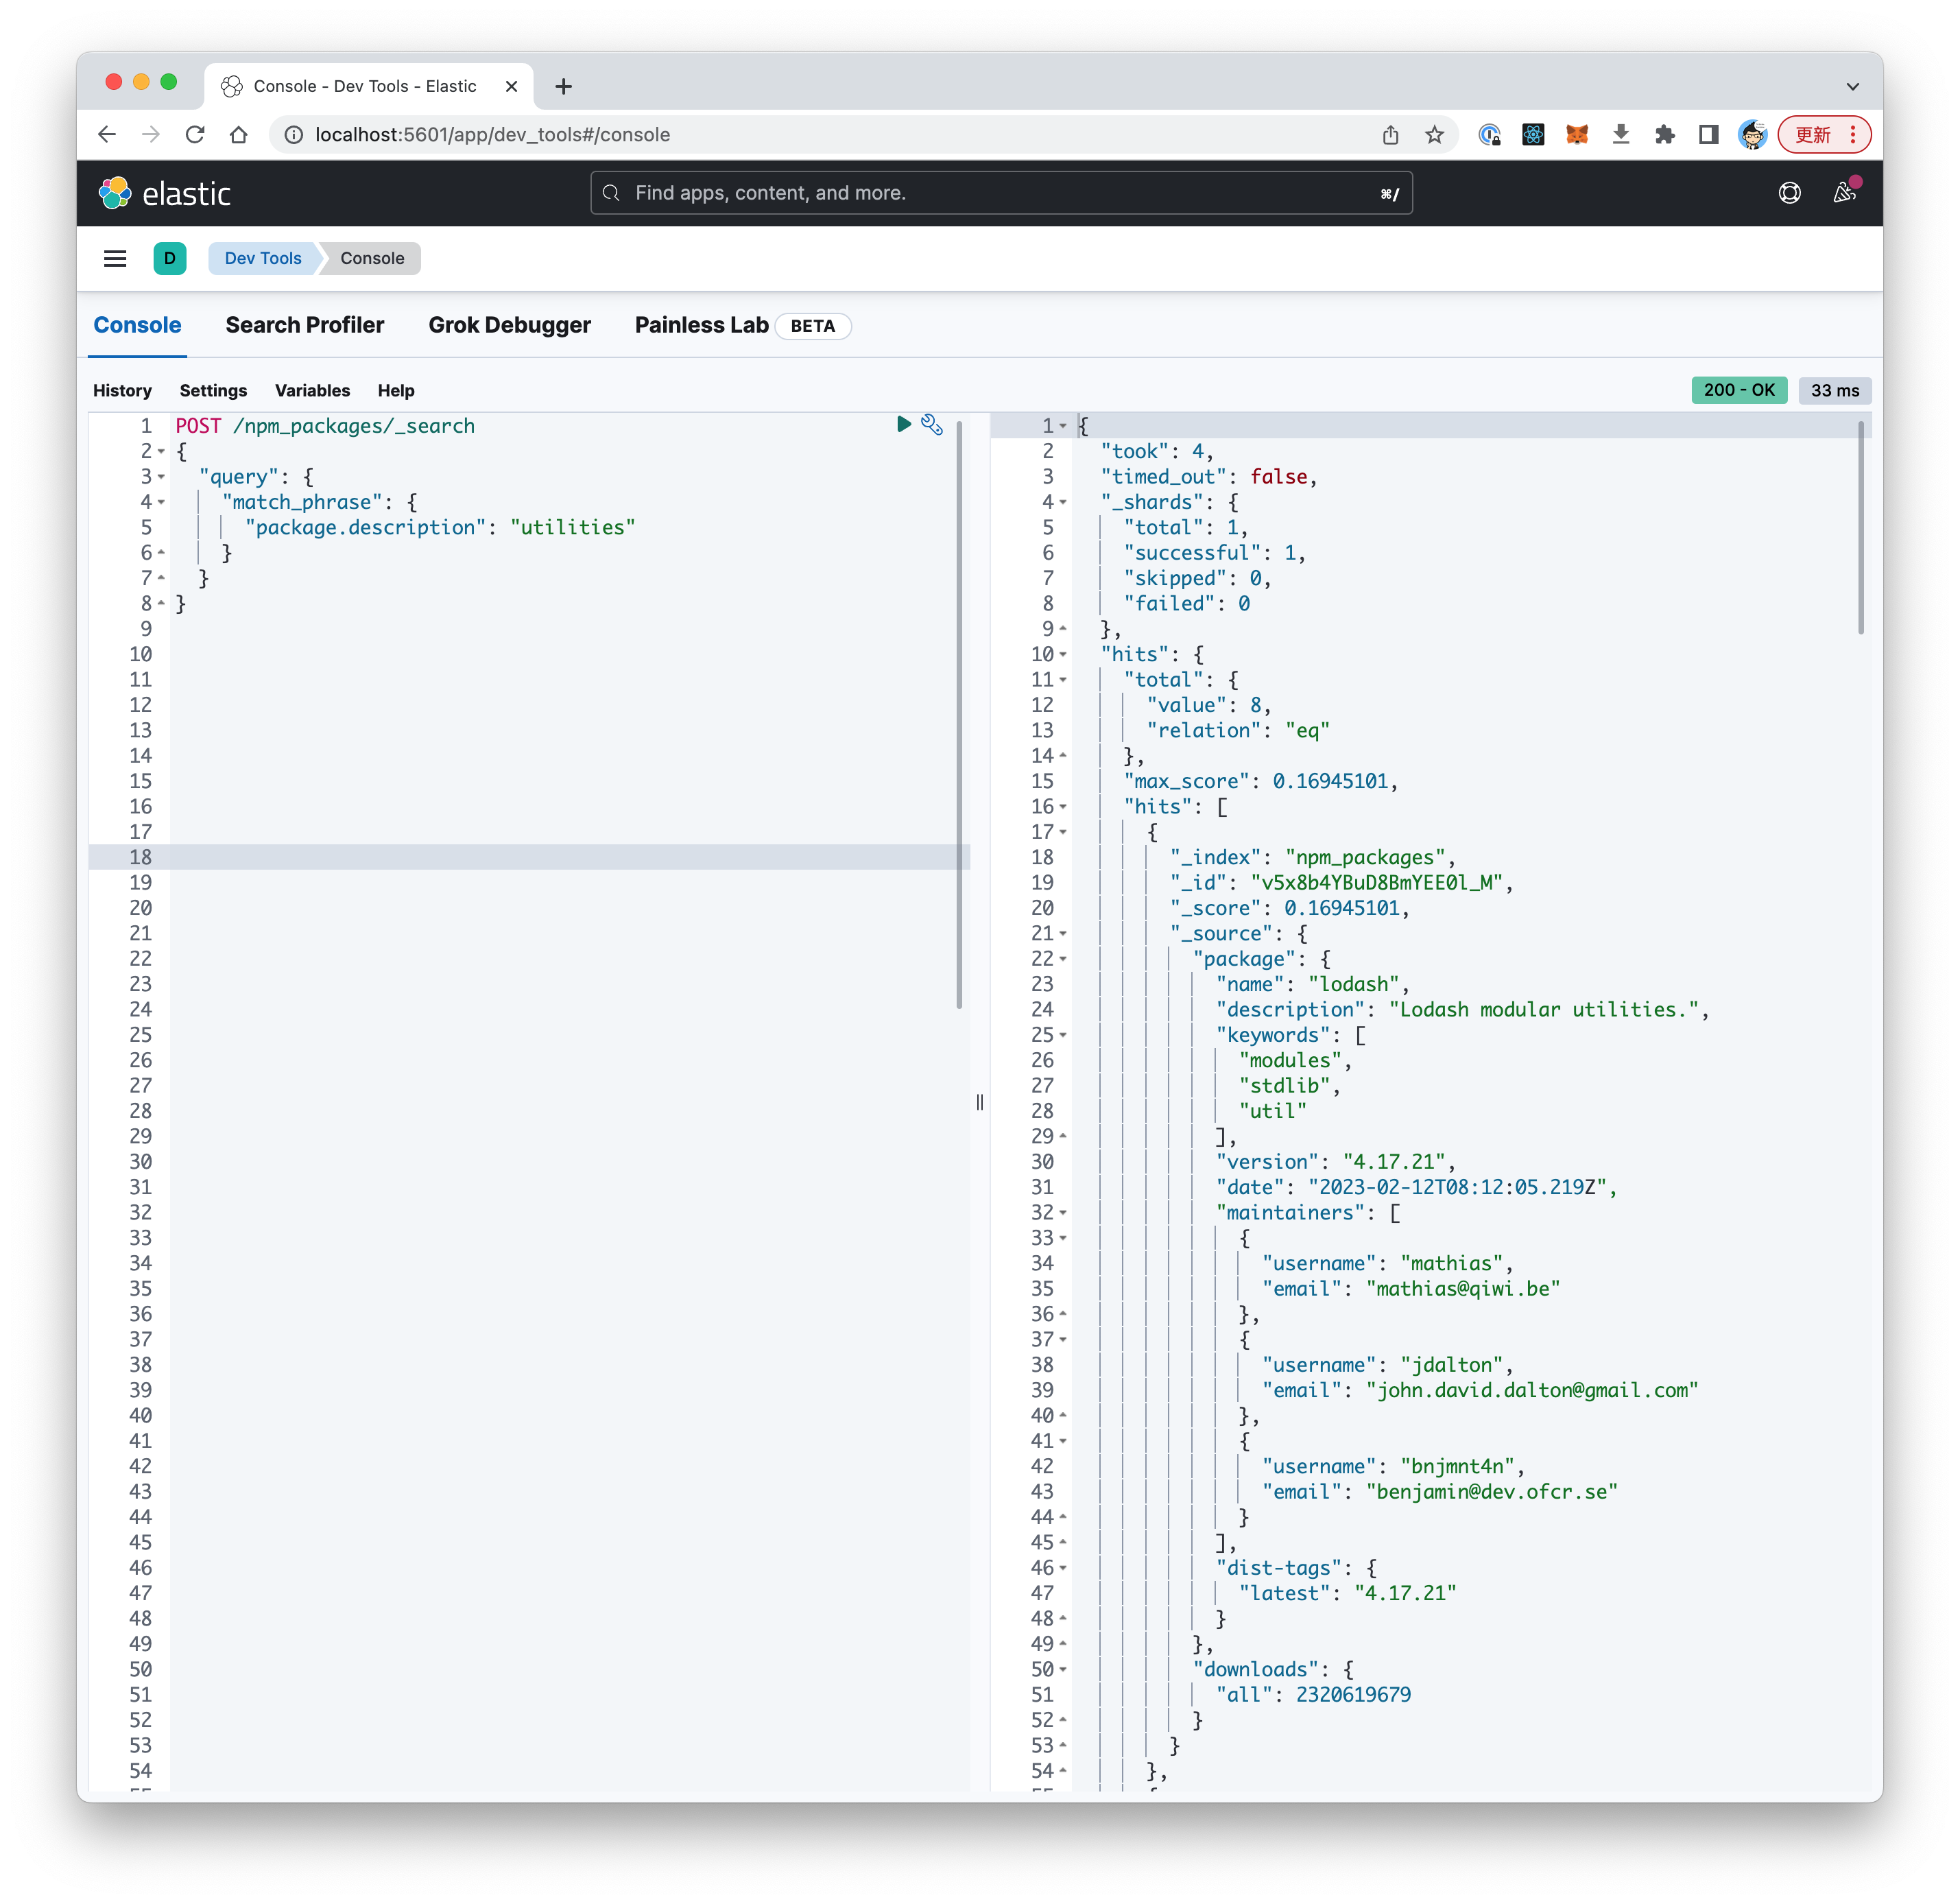 Console - Dev Tools - Elastic
localhost:5601/app/dev_tools#/console
更新
elastic
Find apps, content, and more.
⌘/
D
Dev Tools
Console
Console
Search Profiler
Grok Debugger
Painless Lab
BETA
History
Settings
Variables
Help
200 - OK
33 ms
1 POST /npm_packages/_search
2 {
3 "query": {
4 "match_phrase": {
5 "package.description": "utilities"
6 }
7 }
8 }
9
10
11
12
13
14
15
16
17
18
19
20
21
22
23
24
25
26
27
28
29
30
31
32
33
34
35
36
37
38
39
40
41
42
43
44
45
46
47
48
49
50
51
52
53
54
1 {
2 "took": 4,
3 "timed_out": false,
4 "_shards": {
5 "total": 1,
6 "successful": 1,
7 "skipped": 0,
8 "failed": 0
9 },
10 "hits": {
11 "total": {
12 "value": 8,
13 "relation": "eq"
14 },
15 "max_score": 0.16945101,
16 "hits": [
17 {
18 "_index": "npm_packages",
19 "_id": "v5x8b4YBuD8BmYEE0l_M",
20 "_score": 0.16945101,
21 "_source": {
22 "package": {
23 "name": "lodash",
24 "description": "Lodash modular utilities.",
25 "keywords": [
26 "modules",
27 "stdlib",
28 "util"
29 ],
30 "version": "4.17.21",
31 "date": "2023-02-12T08:12:05.219Z",
32 "maintainers": [
33 {
34 "username": "mathias",
35 "email": "mathias@qiwi.be"
36 },
37 {
38 "username": "jdalton",
39 "email": "john.david.dalton@gmail.com"
40 },
41 {
42 "username": "bnjmnt4n",
43 "email": "benjamin@dev.ofcr.se"
44 }
45 ],
46 "dist-tags": {
47 "latest": "4.17.21"
48 }
49 },
50 "downloads": {
51 "all": 2320619679
52 }
53 }
54 },